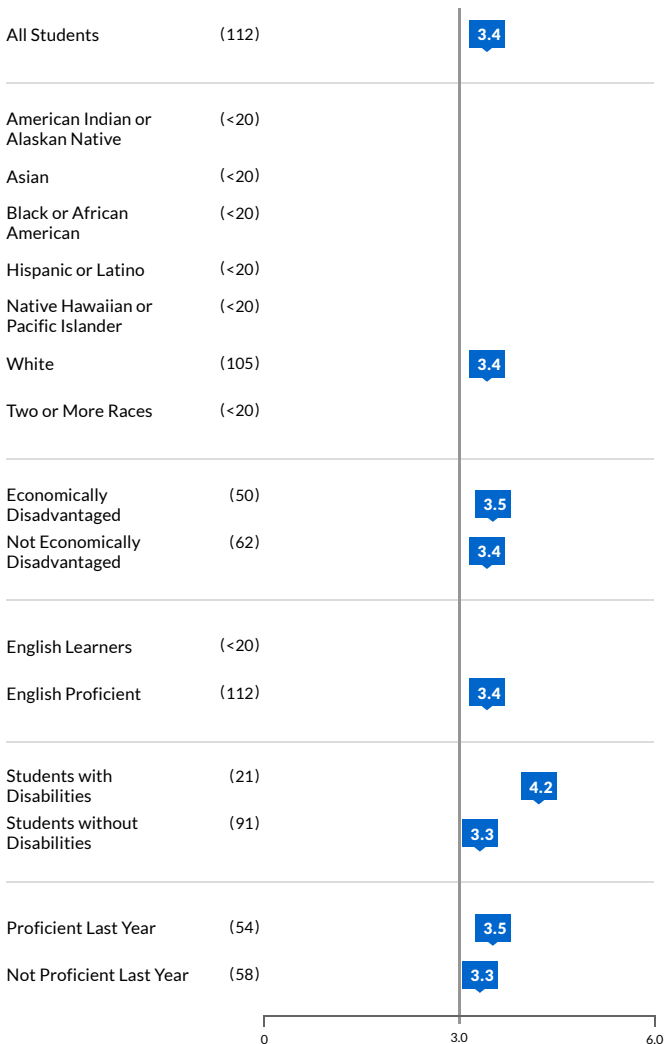 All Students (112) 3.4
American Indian or (<20)
Alaskan Native
Asian (<20)
Black or African (<20)
American
Hispanic or Latino (<20)
Native Hawaiian or (<20)
Pacific Islander
White (105) 3.4
Two or More Races (<20)
Economically (50) 3.5
Disadvantaged
Not Economically (62) 3.4
Disadvantaged
English Learners (<20)
English Proficient (112) 3.4
Students with (21) 4.2
Disabilities
Students without (91) 3.3
Disabilities
Proficient Last Year (54) 3.5
Not Proficient Last Year (58) 3.3
0 3.0 6.0